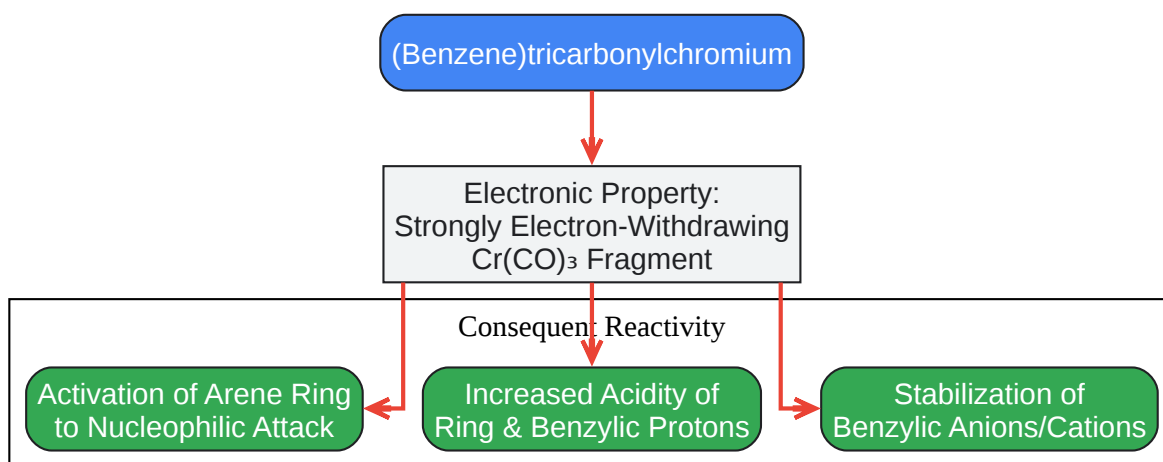 (Benzene)tricarbonylchromium
Electronic Property:
Strongly Electron-Withdrawing
Cr(CO)₃ Fragment
Consequent Reactivity
Activation of Arene Ring
to Nucleophilic Attack
Increased Acidity of
Ring & Benzylic Protons
Stabilization of
Benzylic Anions/Cations